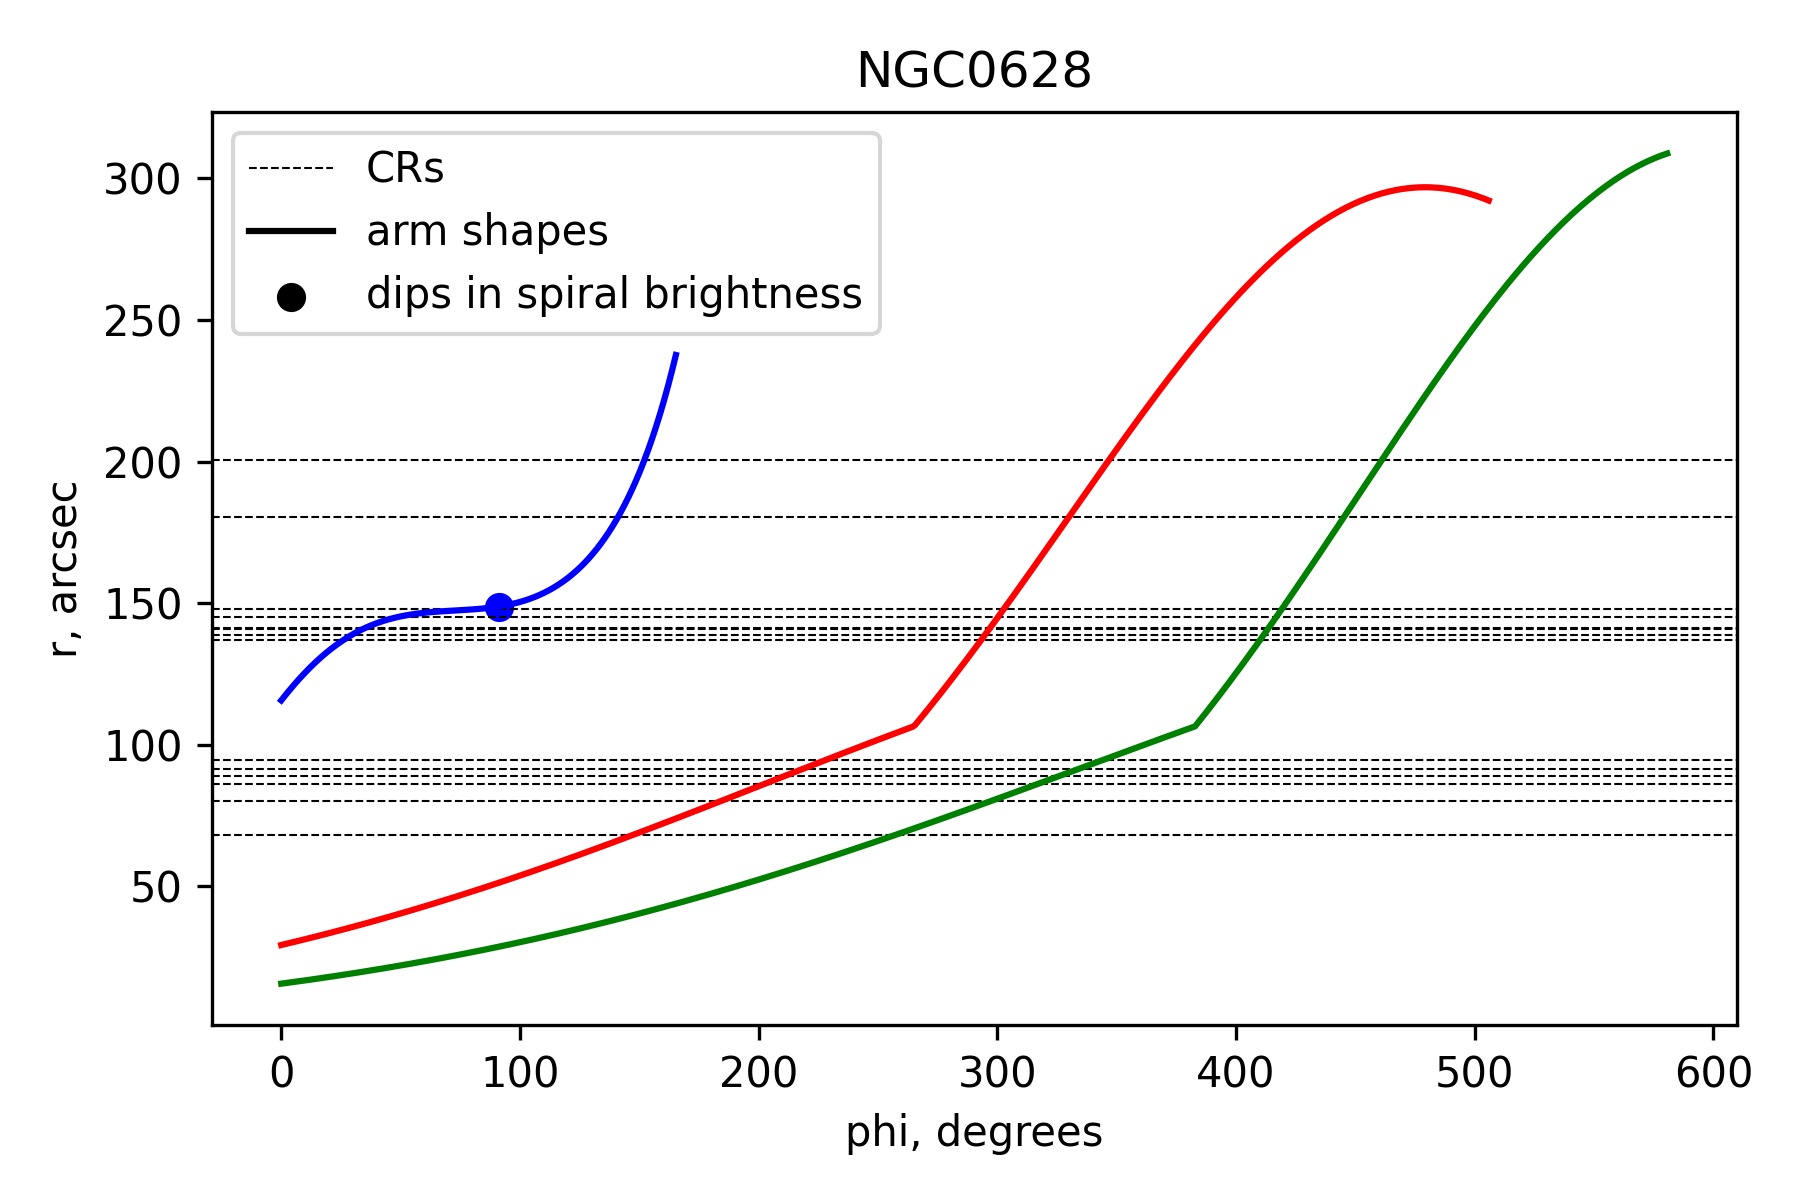 NGC0628
CRs
arm shapes
dips in spiral brightness
300
250
200
150
100
50
r, arcsec
0 100 200 300 400 500 600
phi, degrees